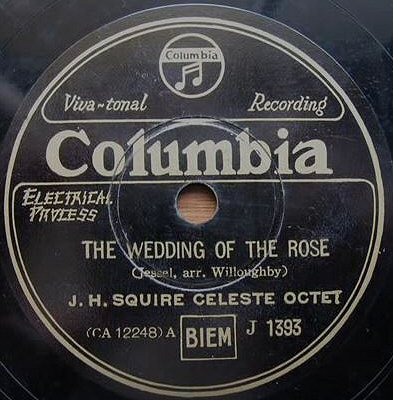 Columbia
Viva-tonal Recording
Columbia
ELECTRICAL
PROCESS
THE WEDDING OF THE ROSE
(Jessel, arr. Willoughby)
J. H. SQUIRE CELESTE OCTET
(CA 12248) A BIEM J 1393